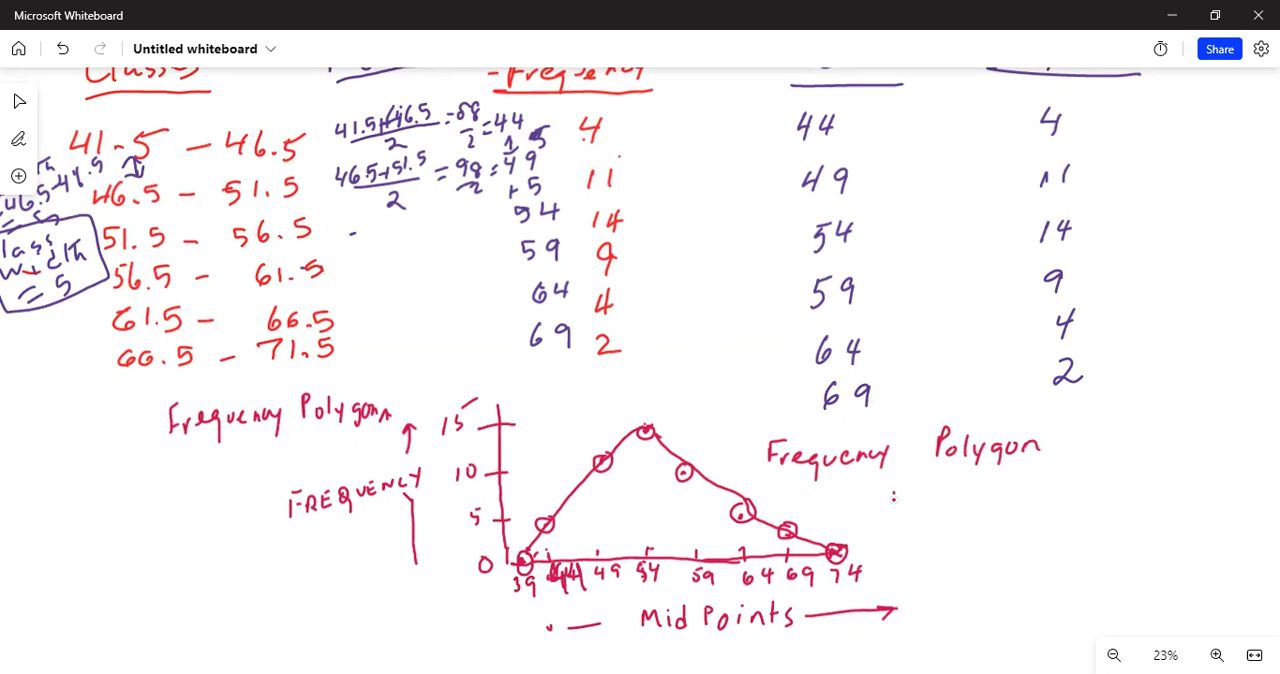 Microsoft Whiteboard
Untitled whiteboard
Share
Classes
- Frequency
41.5 - 46.5
41.5+46.5 = 88 = 44
2 2
4
44
4
46.5 - 51.5
46.5+51.5 = 98 = 49
2 2
+5
11
49
11
51.5 - 56.5
54
14
54
14
56.5 - 61.5
59
9
59
9
61.5 - 66.5
64
4
64
4
66.5 - 71.5
69
2
69
2
width
= 5
Frequency Polygon
15
10
5
0
FREQUENCY
Frequency Polygon
39 44 49 54 59 64 69 74
Mid Points
23%